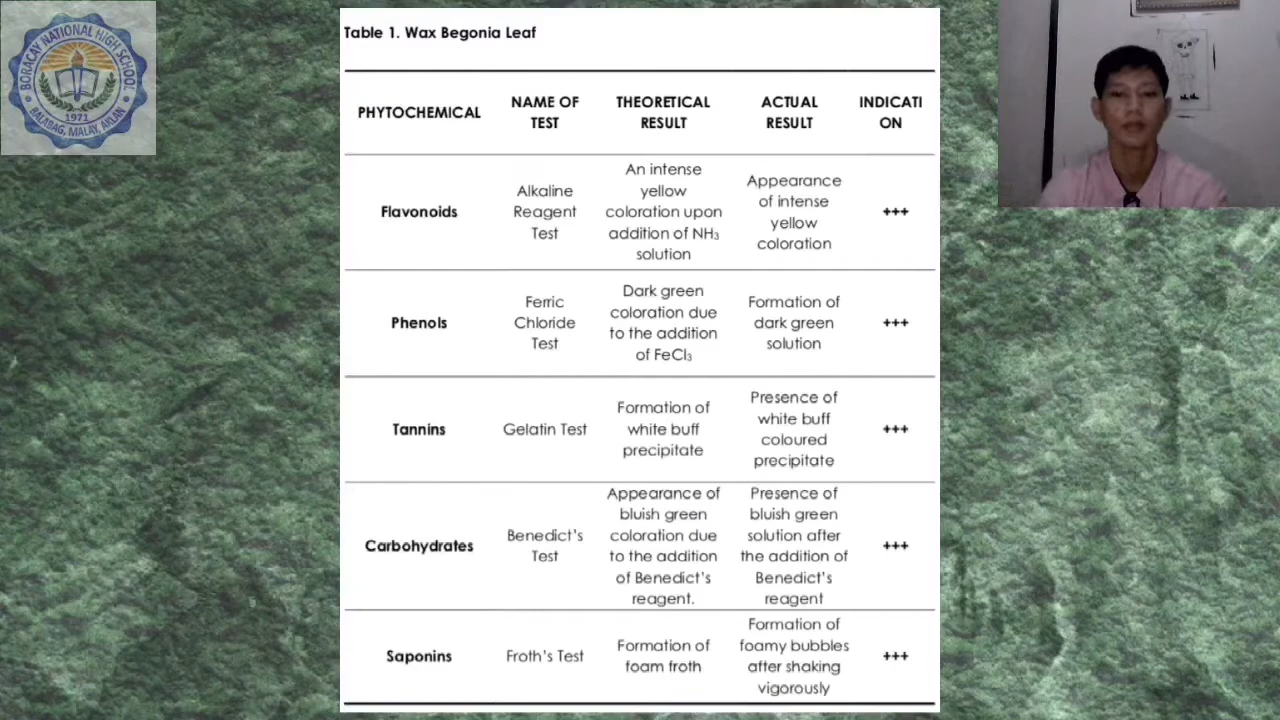 BORACAY NATIONAL HIGH SCHOOL
1971
BALABAG, MALAY, AKLAN
Table 1. Wax Begonia Leaf
PHYTOCHEMICAL
NAME OF
TEST
THEORETICAL
RESULT
ACTUAL
RESULT
INDICATI
ON
Flavonoids
Alkaline
Reagent
Test
An intense
yellow
coloration upon
addition of NH₃
solution
Appearance
of intense
yellow
coloration
+++
Phenols
Ferric
Chloride
Test
Dark green
coloration due
to the addition
of FeCl₃
Formation of
dark green
solution
+++
Tannins
Gelatin Test
Formation of
white buff
precipitate
Presence of
white buff
coloured
precipitate
+++
Carbohydrates
Benedict's
Test
Appearance of
bluish green
coloration due
to the addition
of Benedict's
reagent.
Presence of
bluish green
solution after
the addition of
Benedict's
reagent
+++
Saponins
Froth's Test
Formation of
foam froth
Formation of
foamy bubbles
after shaking
vigorously
+++